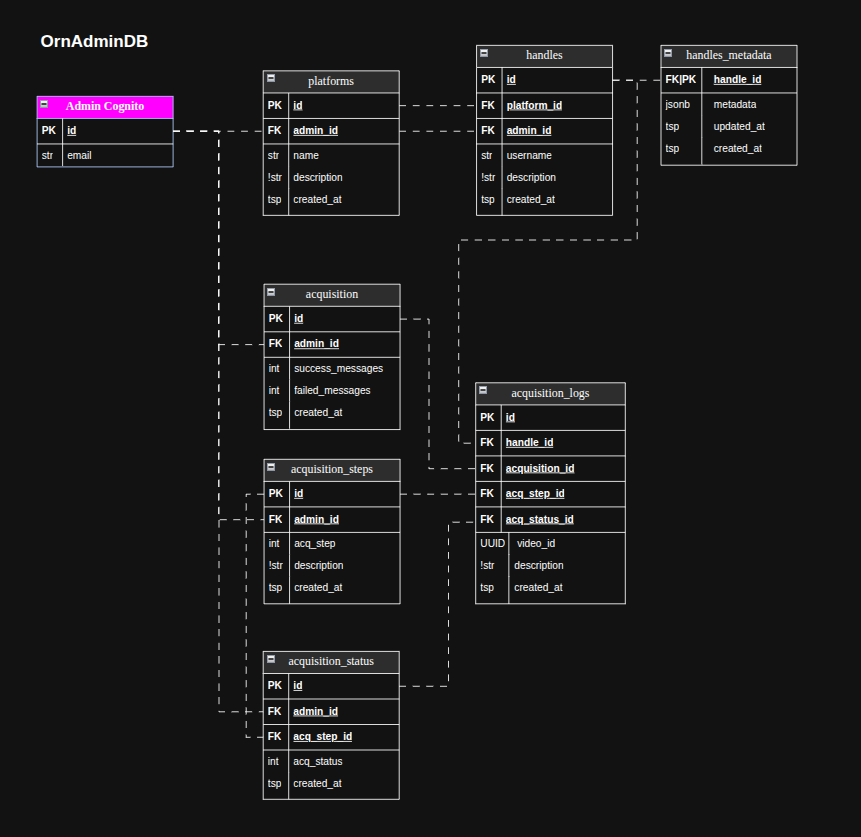 OrnAdminDB
Admin Cognito
PK id
str email
platforms
PK id
FK admin_id
str name
!str description
tsp created_at
handles
PK id
FK platform_id
FK admin_id
str username
!str description
tsp created_at
handles_metadata
FK|PK handle_id
jsonb metadata
tsp updated_at
tsp created_at
acquisition
PK id
FK admin_id
int success_messages
int failed_messages
tsp created_at
acquisition_logs
PK id
FK handle_id
FK acquisition_id
FK acq_step_id
FK acq_status_id
UUID video_id
!str description
tsp created_at
acquisition_steps
PK id
FK admin_id
int acq_step
!str description
tsp created_at
acquisition_status
PK id
FK admin_id
FK acq_step_id
int acq_status
tsp created_at